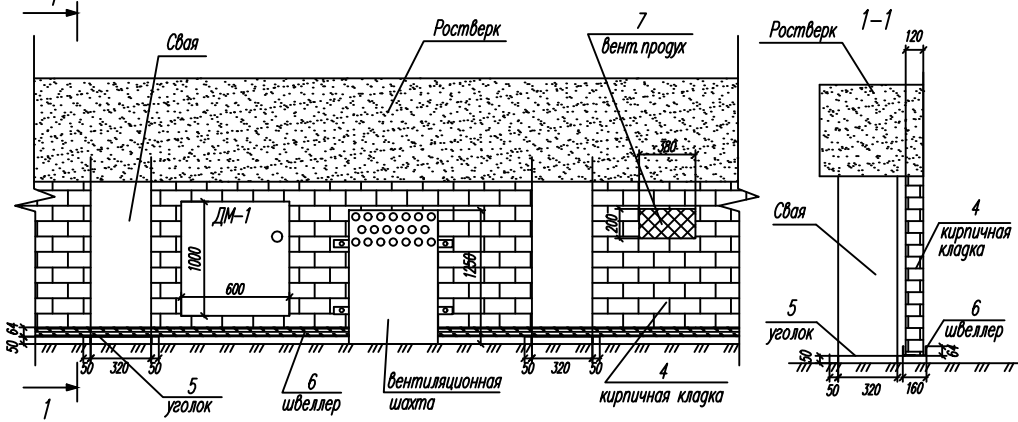 1
Свая
Ростверк
7
вент. продух
380
200
ДМ-1
1000
600
1250
64
50
50
320
50
50
320
50
5
уголок
6
швеллер
вентиляционная
шахта
4
кирпичная кладка
1
1-1
Ростверк
120
Свая
4
кирпичная
кладка
5
уголок
6
швеллер
50
64
50
320
160